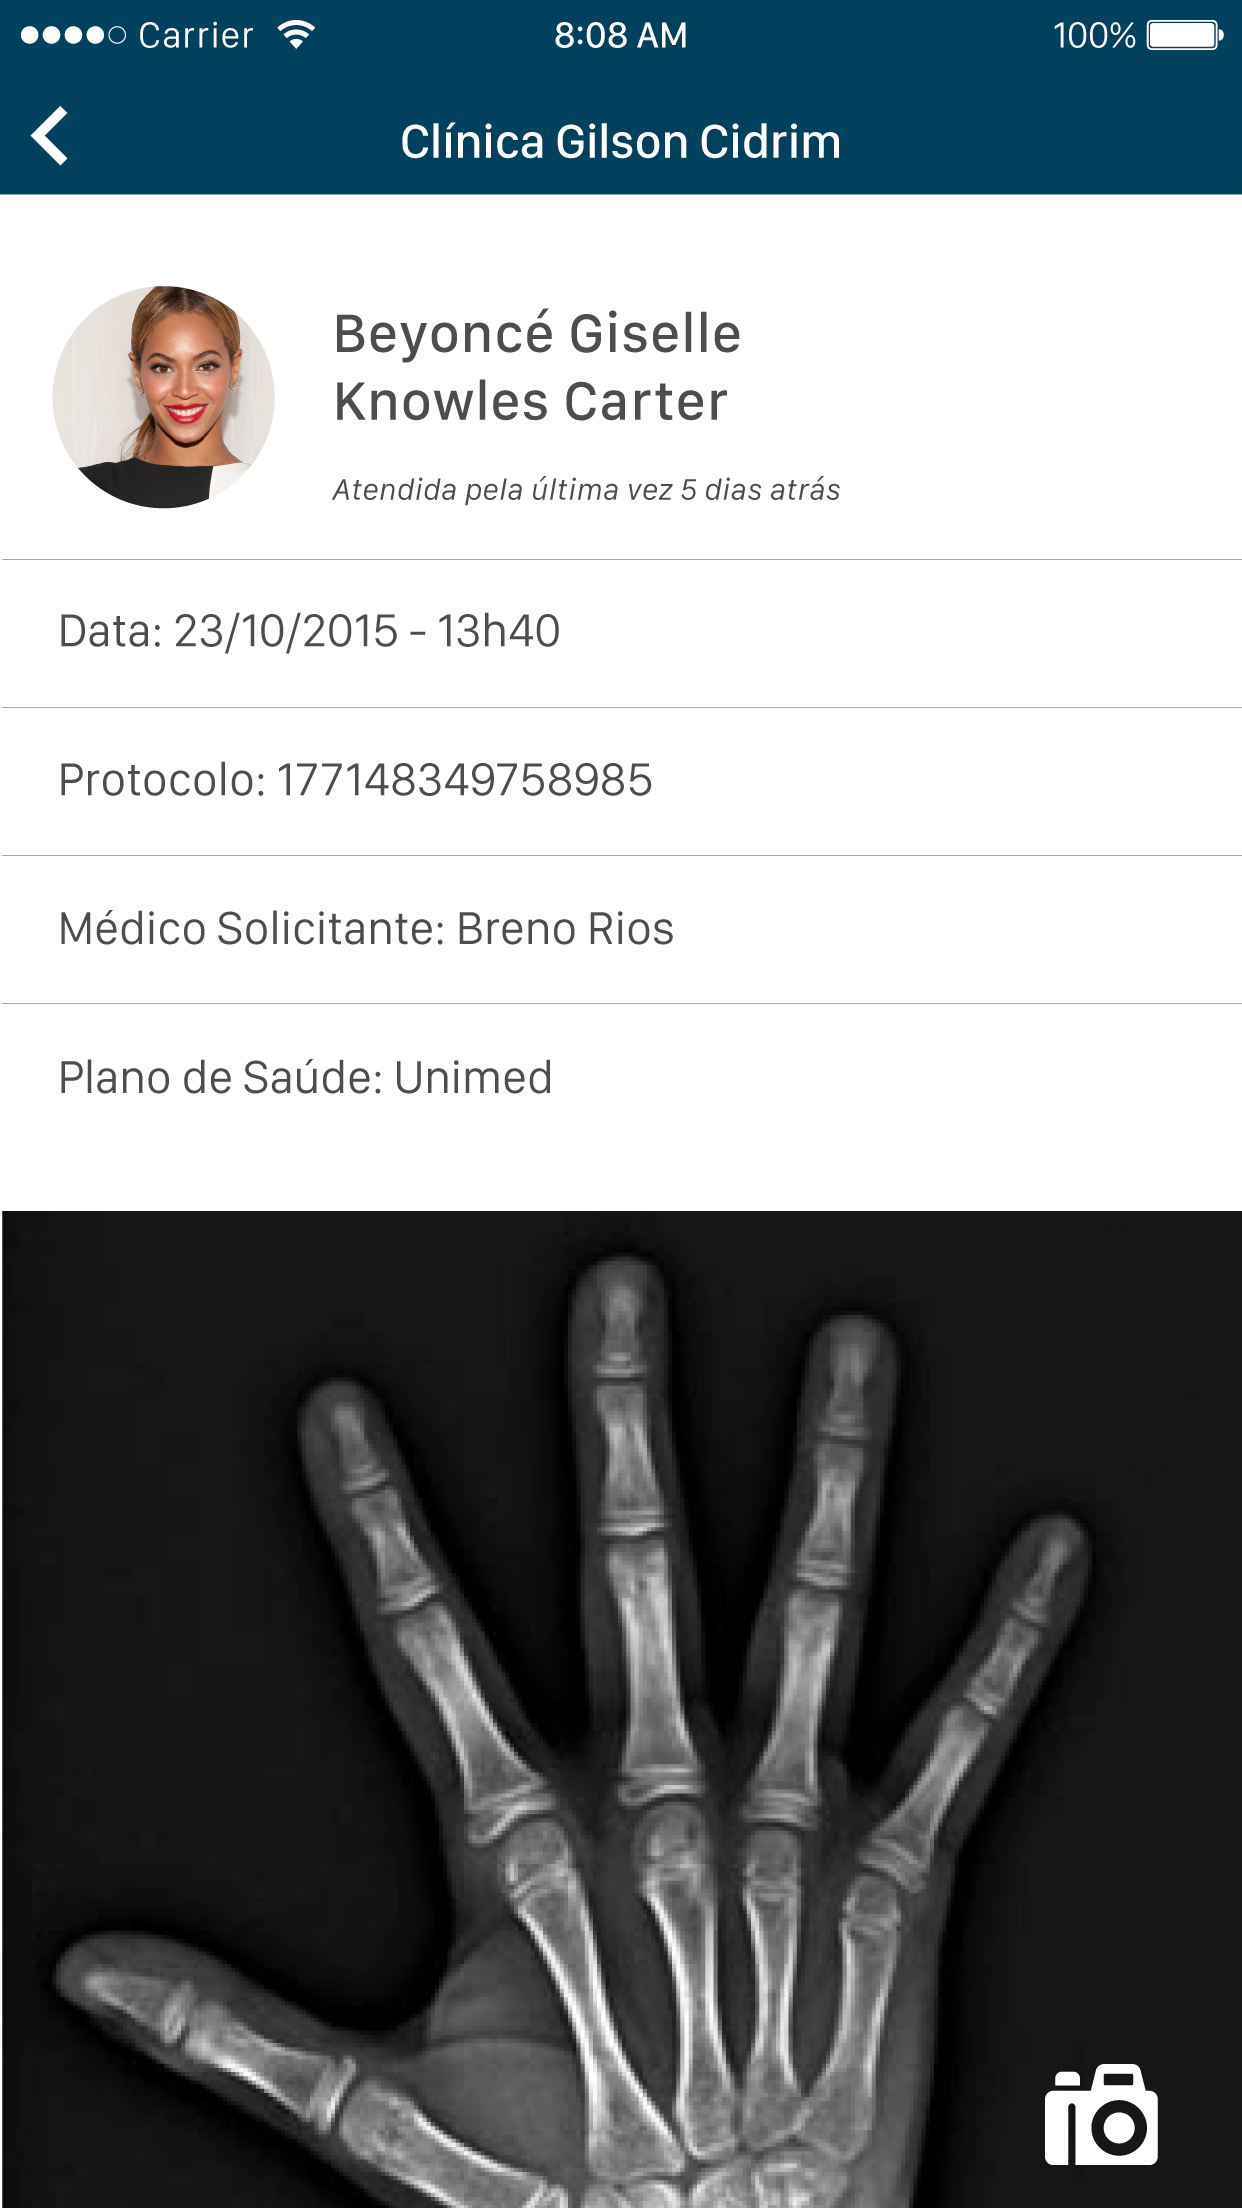 Carrier
8:08 AM
100%
Clínica Gilson Cidrim
Beyoncé Giselle
Knowles Carter
Atendida pela última vez 5 dias atrás
Data: 23/10/2015 - 13h40
Protocolo: 177148349758985
Médico Solicitante: Breno Rios
Plano de Saúde: Unimed